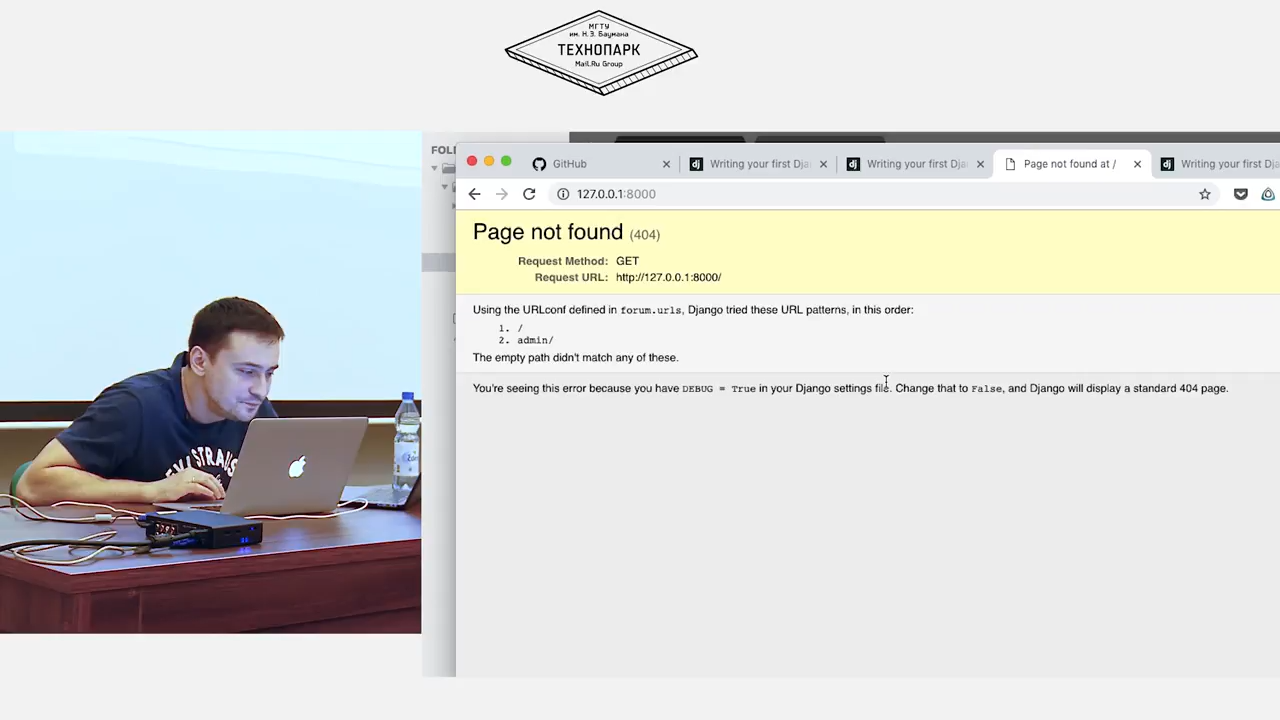 МГТУ
им. Н.Э. Баумана
ТЕХНОПАРК
Mail.Ru Group
FOL
GitHub
Writing your first Dja
Writing your first Dja
Page not found at /
Writing your first Dja
127.0.0.1:8000
Page not found (404)
Request Method: GET
Request URL: http://127.0.0.1:8000/
Using the URLconf defined in forum.urls, Django tried these URL patterns, in this order:
1. /
2. admin/
The empty path didn't match any of these.
You're seeing this error because you have DEBUG = True in your Django settings file. Change that to False, and Django will display a standard 404 page.
STRAUS